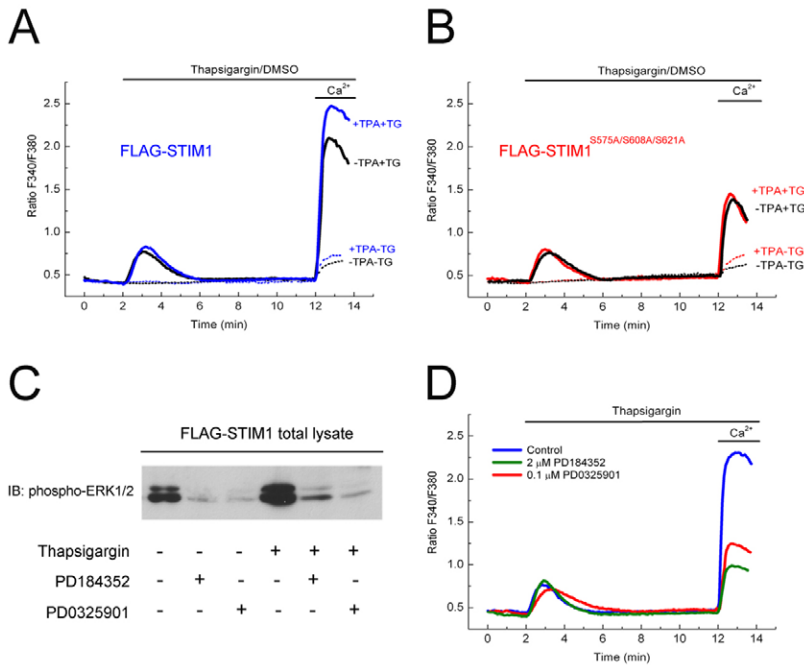 A
Thapsigargin/DMSO
Ca²⁺
+TPA+TG
-TPA+TG
+TPA-TG
-TPA-TG
FLAG-STIM1
Ratio F340/F380
2.5
2.0
1.5
1.0
0.5
0 2 4 6 8 10 12 14
Time (min)
B
Thapsigargin/DMSO
Ca²⁺
FLAG-STIM1 S575A/S608A/S621A
+TPA+TG
-TPA+TG
+TPA-TG
-TPA-TG
Ratio F340/F380
2.5
2.0
1.5
1.0
0.5
0 2 4 6 8 10 12 14
Time (min)
C
FLAG-STIM1 total lysate
IB: phospho-ERK1/2
Thapsigargin - - - + + +
PD184352 - + - - + -
PD0325901 - - + - - +
D
Thapsigargin
Ca²⁺
Control
2 µM PD184352
0.1 µM PD0325901
Ratio F340/F380
2.5
2.0
1.5
1.0
0.5
0 2 4 6 8 10 12 14
Time (min)